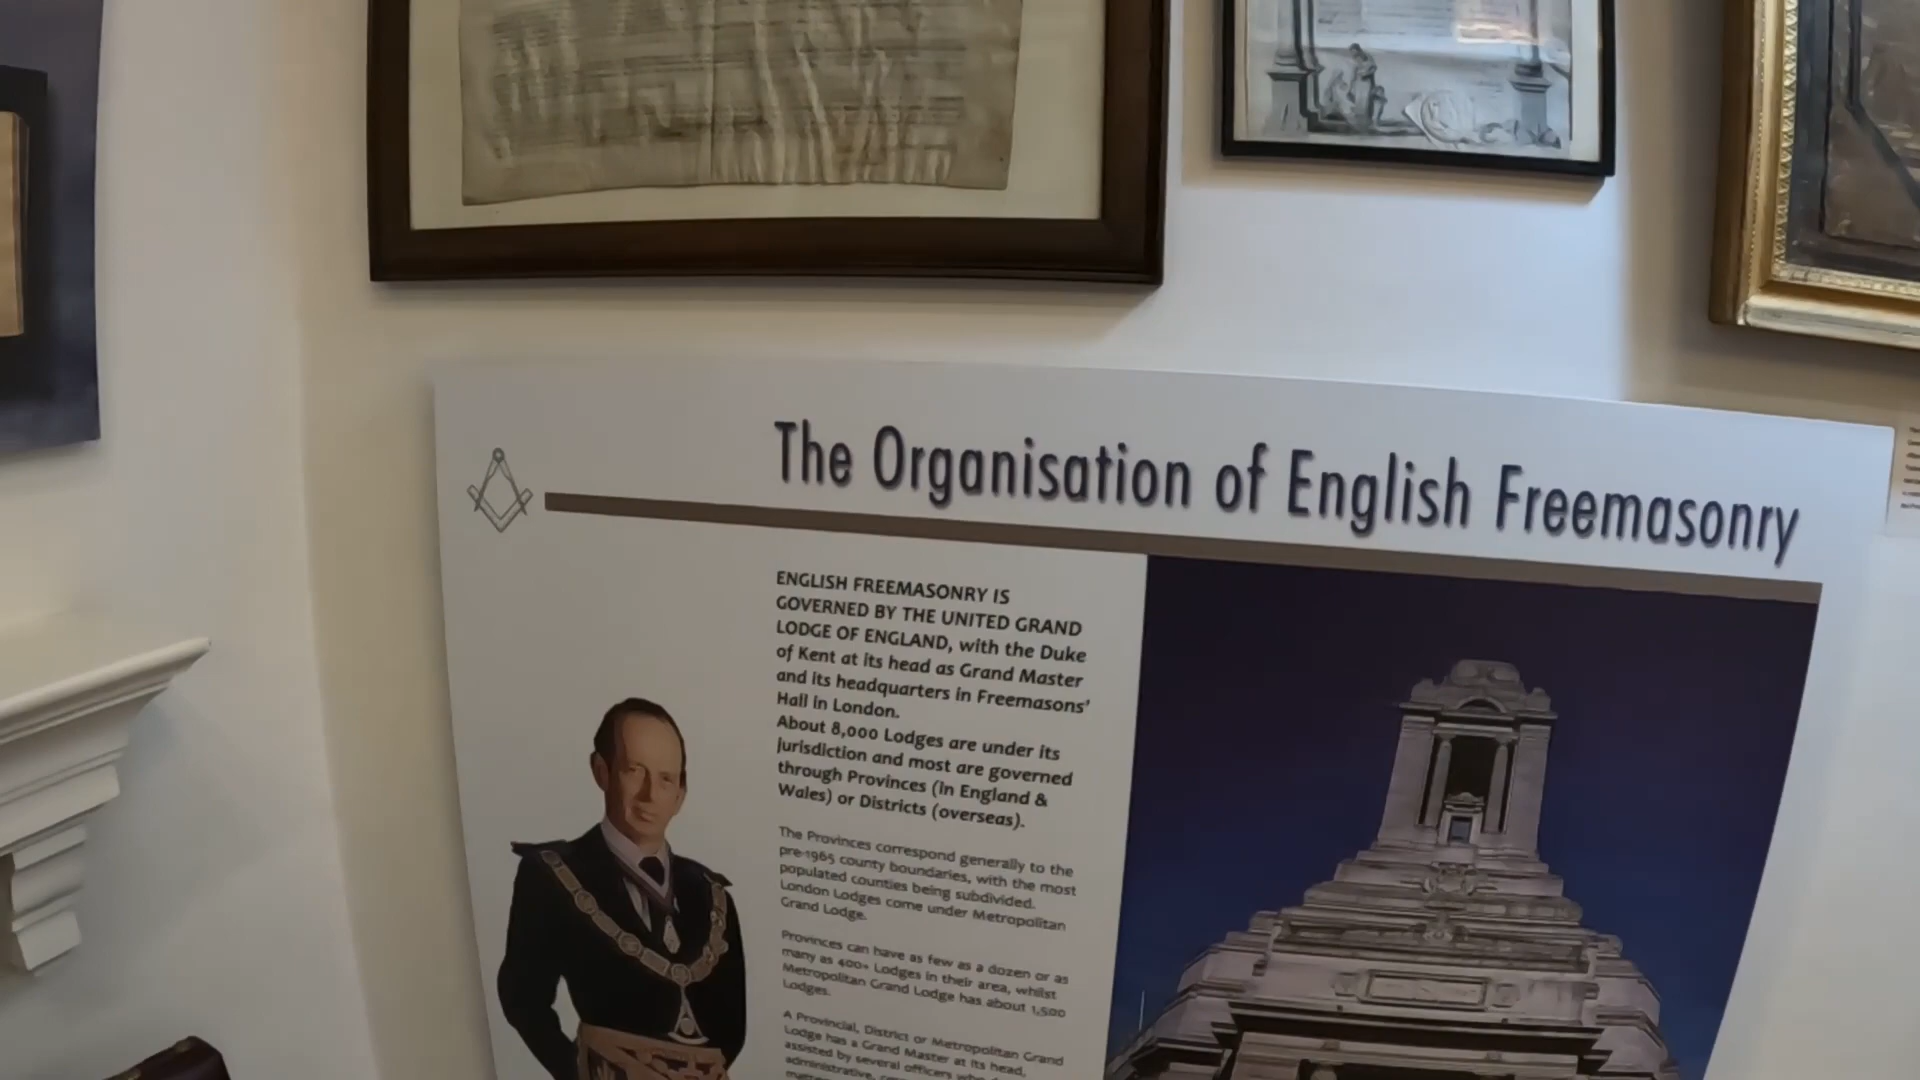 The Organisation of English Freemasonry
ENGLISH FREEMASONRY IS
GOVERNED BY THE UNITED GRAND
LODGE OF ENGLAND, with the Duke
of Kent at its head as Grand Master
and its headquarters in Freemasons'
Hall in London.
About 8,000 Lodges are under its
jurisdiction and most are governed
through Provinces (in England &
Wales) or Districts (overseas).
The Provinces correspond generally to the
pre-1965 county boundaries, with the most
populated counties being subdivided.
London Lodges come under Metropolitan
Grand Lodge.
Provinces can have as few as a dozen or as
many as 400+ Lodges in their area, whilst
Metropolitan Grand Lodge has about 1,500
Lodges.
A Provincial, District or Metropolitan Grand
Lodge has a Grand Master at its head,
assisted by several officers who
administrative,